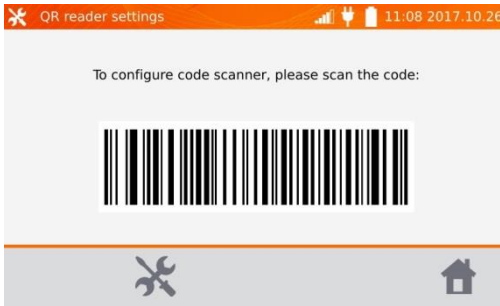 QR reader settings
11:08 2017.10.26
To configure code scanner, please scan the code: